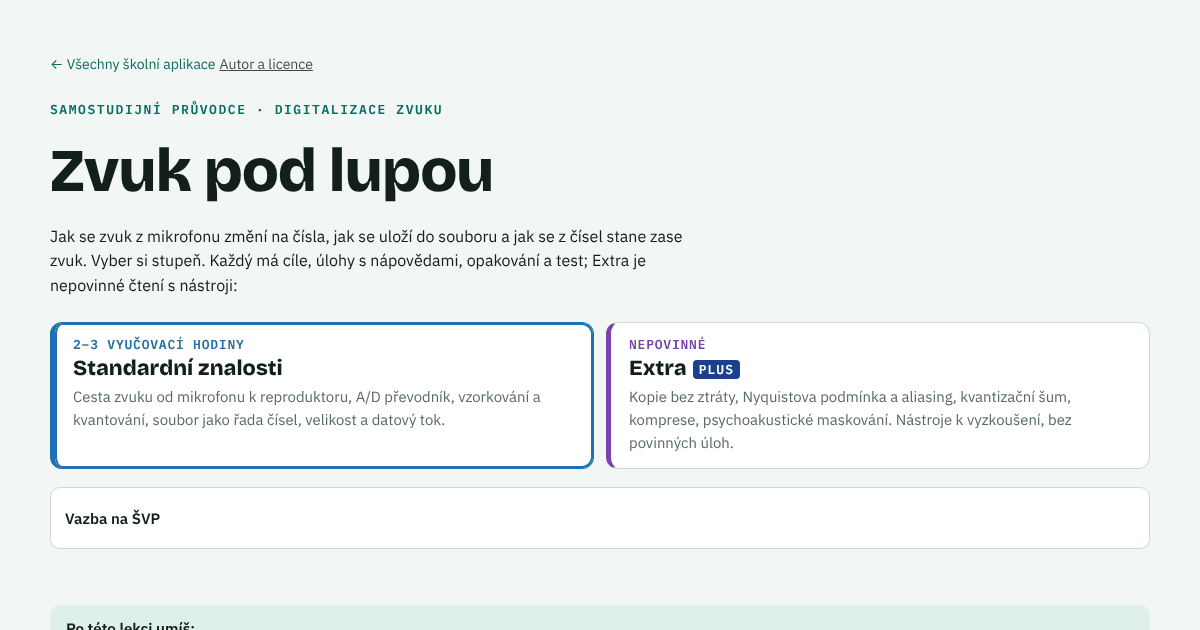 ← Všechny školní aplikace Autor a licence
SAMOSTUDIJNÍ PRŮVODCE · DIGITALIZACE ZVUKU
Zvuk pod lupou
Jak se zvuk z mikrofonu změní na čísla, jak se uloží do souboru a jak se z čísel stane zase
zvuk. Vyber si stupeň. Každý má cíle, úlohy s nápovědami, opakování a test; Extra je
nepovinné čtení s nástroji:
2–3 VYUČOVACÍ HODINY
Standardní znalosti
Cesta zvuku od mikrofonu k reproduktoru, A/D převodník, vzorkování a
kvantování, soubor jako řada čísel, velikost a datový tok.
NEPOVINNÉ
Extra PLUS
Kopie bez ztráty, Nyquistova podmínka a aliasing, kvantizační šum,
komprese, psychoakustické maskování. Nástroje k vyzkoušení, bez
povinných úloh.
Vazba na ŠVP
Po této lekci umíš: